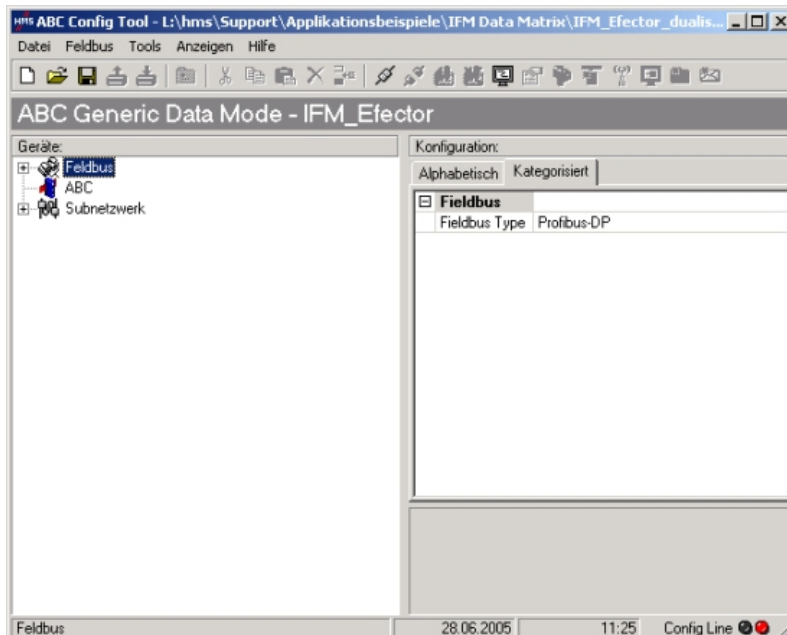 HMS ABC Config Tool - L:\hms\Support\Applikationsbeispiele\IFM Data Matrix\IFM_Efector_dualis...
Datei Feldbus Tools Anzeigen Hilfe
ABC Generic Data Mode - IFM_Efector
Geräte:
Feldbus
ABC
Subnetzwerk
Konfiguration:
Alphabetisch Kategorisiert
Fieldbus
Fieldbus Type Profibus-DP
Feldbus 28.06.2005 11:25 Config Line